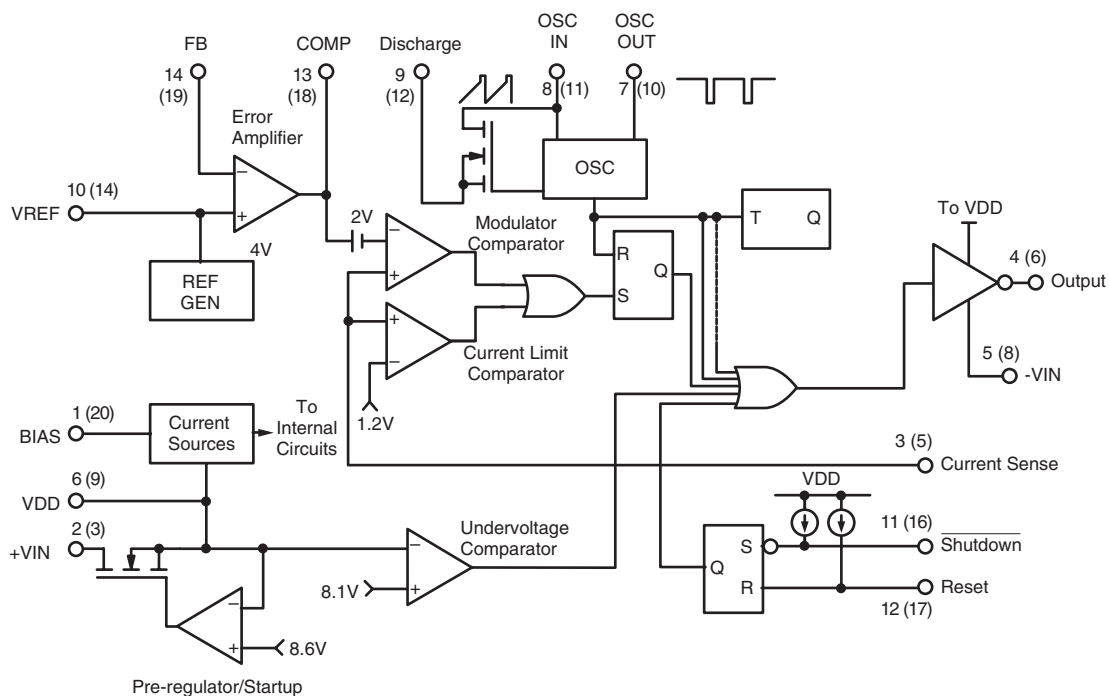 FB
14
(19)
COMP
13
(18)
Discharge
9
(12)
OSC
IN
8 (11)
OSC
OUT
7 (10)
Error
Amplifier
−
+
10 (14)
VREF
4V
REF
GEN
OSC
2V
Modulator
Comparator
−
+
R
Q
S
T Q
To VDD
4 (6)
Output
5 (8)
-VIN
+
−
Current Limit
Comparator
1.2V
1 (20)
BIAS
Current
Sources
To
Internal
Circuits
3 (5)
Current Sense
6 (9)
VDD
2 (3)
+VIN
Undervoltage
Comparator
−
+
8.1V
VDD
11 (16)
Shutdown
S
Q
R
Reset
12 (17)
−
+
8.6V
Pre-regulator/Startup